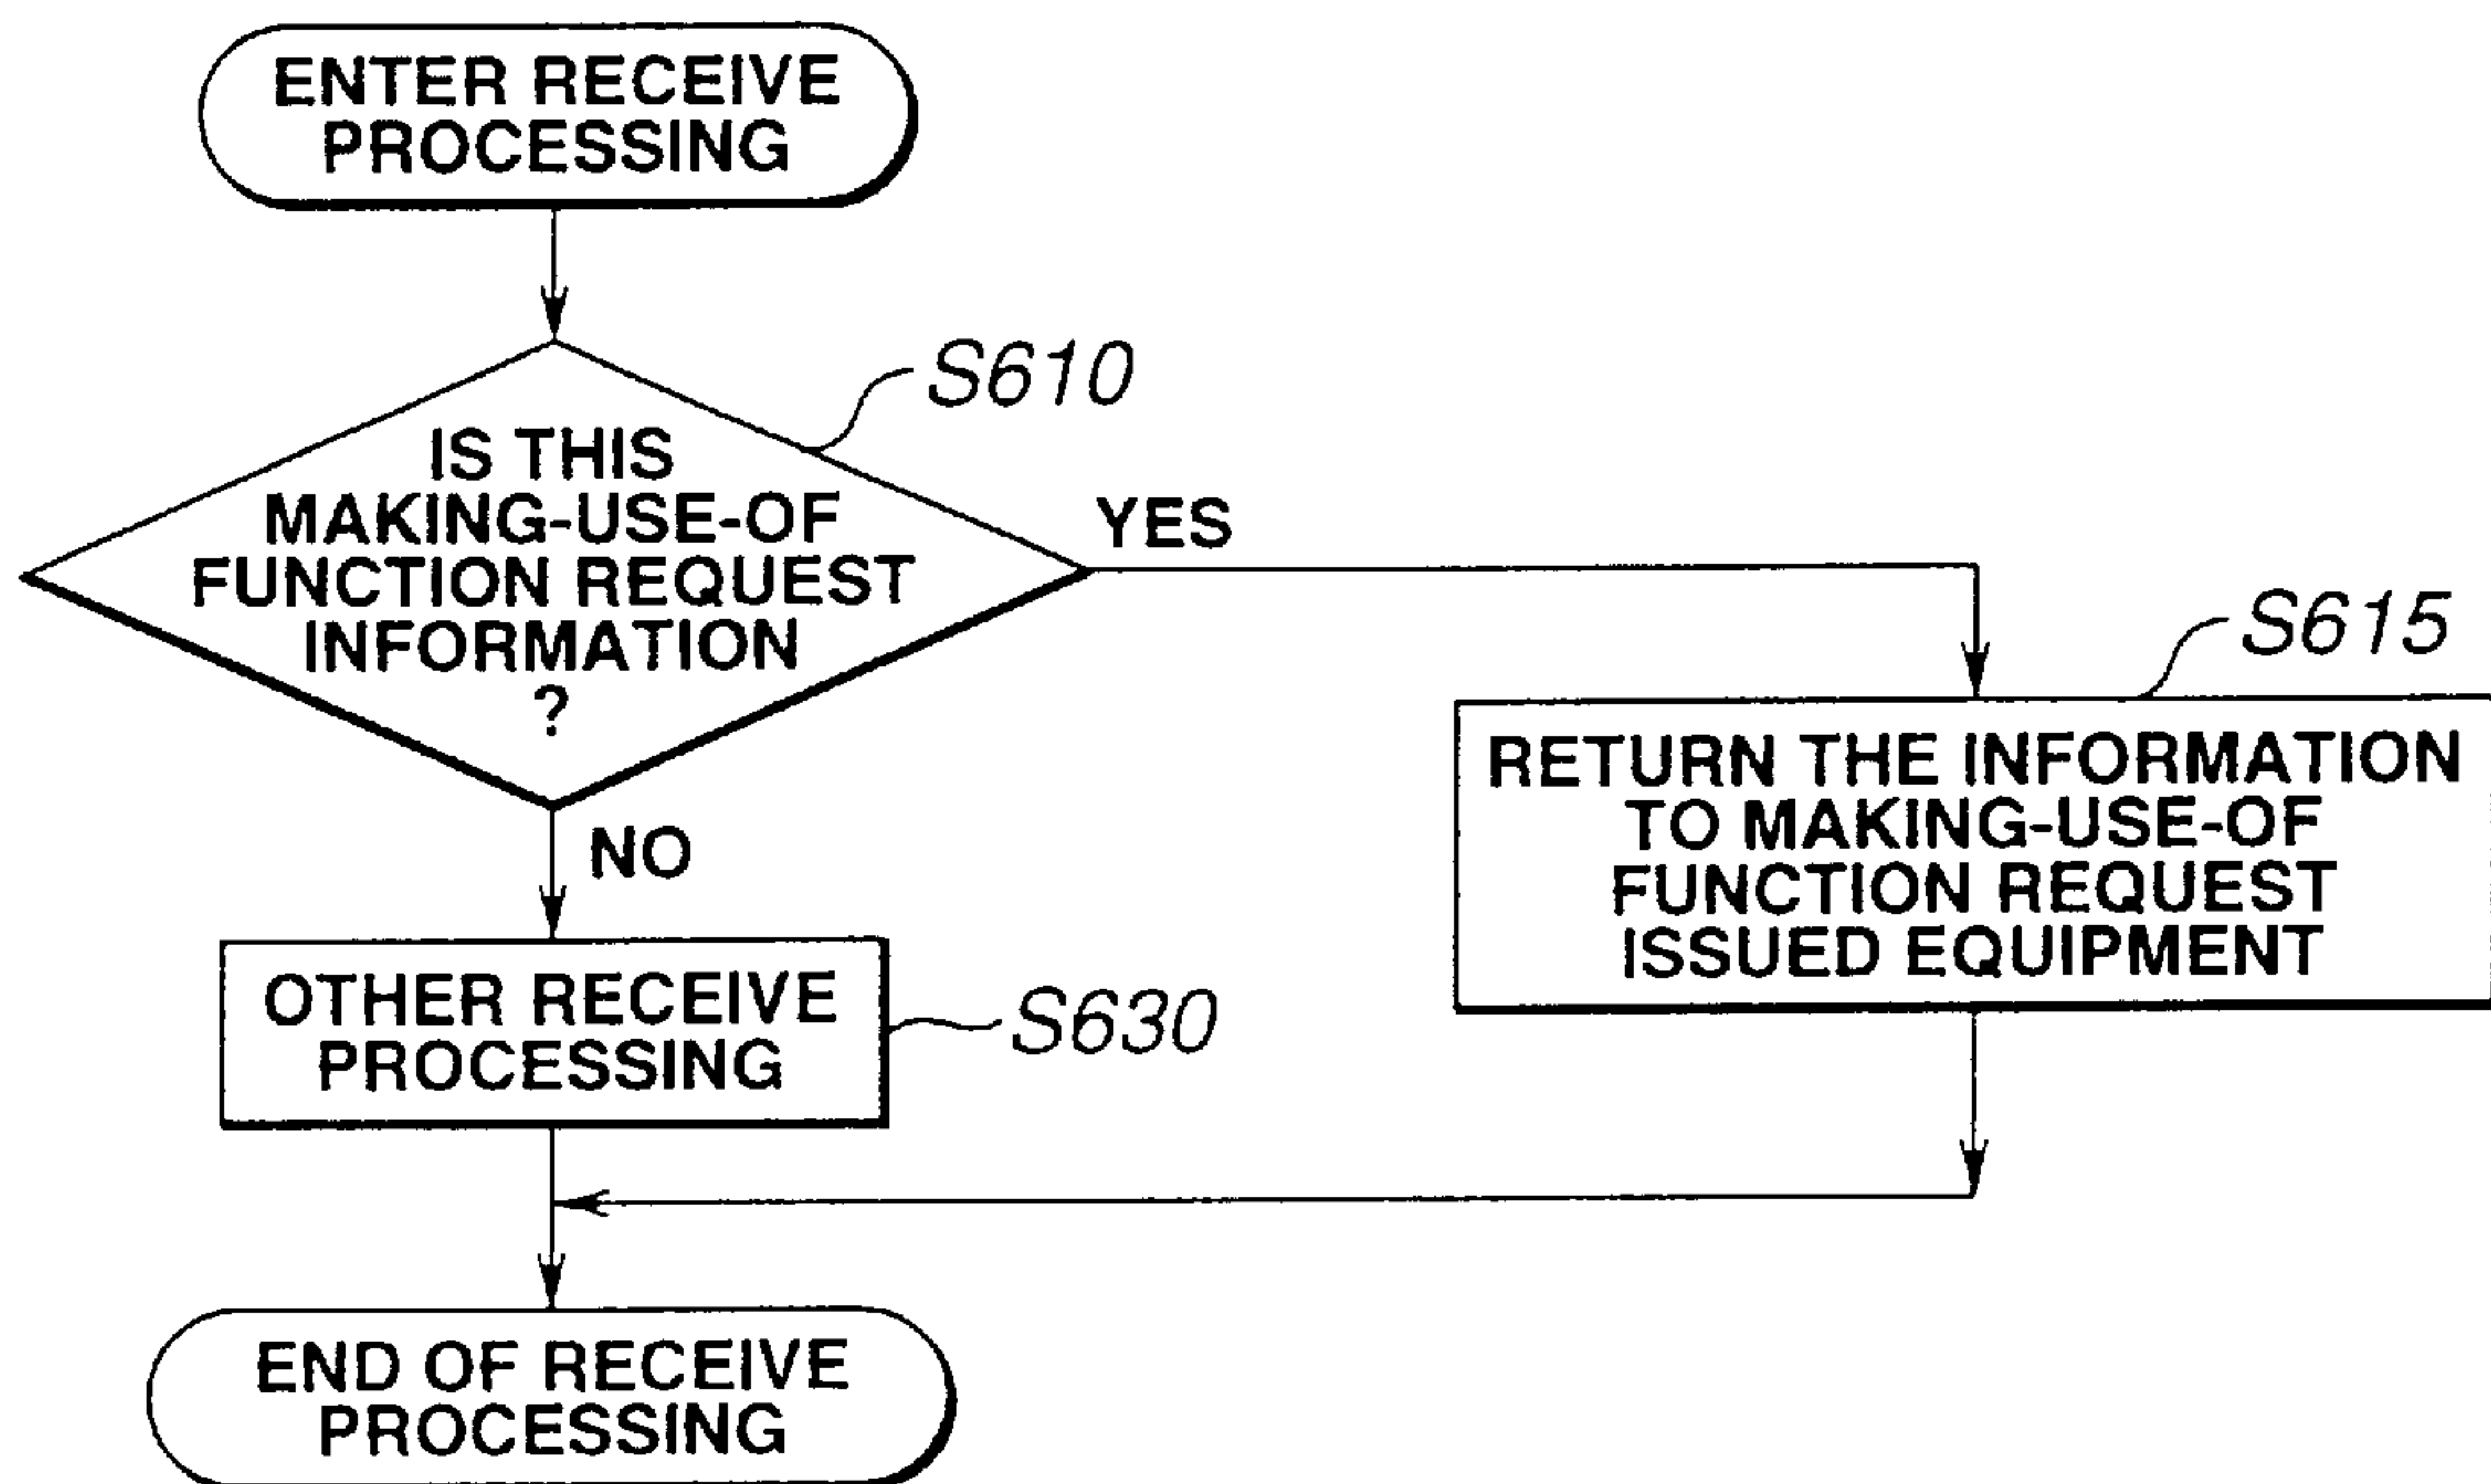 ENTER RECEIVE
PROCESSING
S610
IS THIS
MAKING-USE-OF
FUNCTION REQUEST
INFORMATION
?
YES
S615
RETURN THE INFORMATION
TO MAKING-USE-OF
FUNCTION REQUEST
ISSUED EQUIPMENT
NO
OTHER RECEIVE
PROCESSING
S630
END OF RECEIVE
PROCESSING